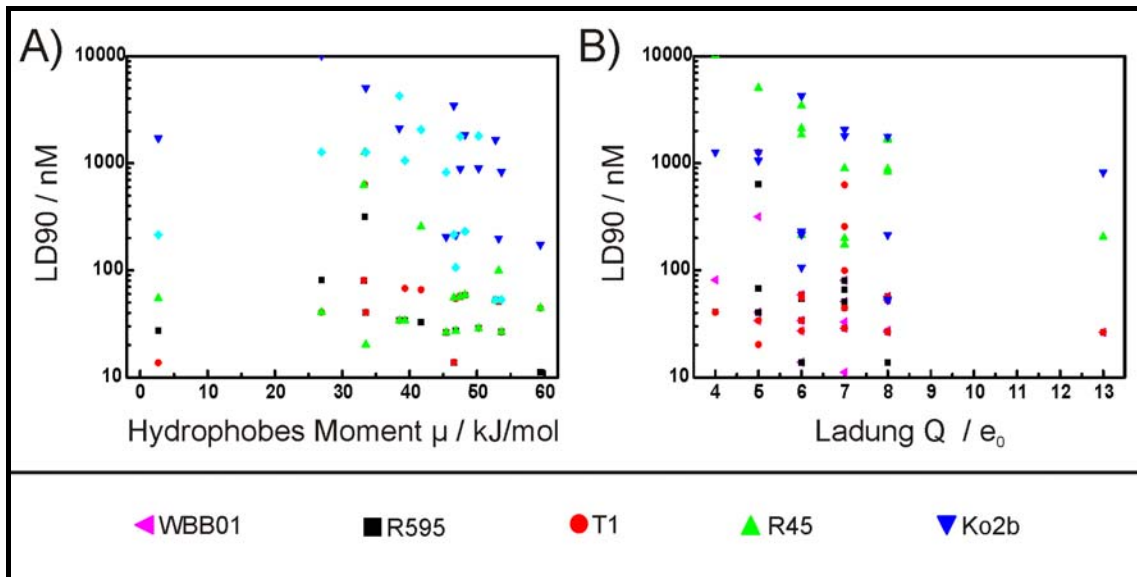 A)
B)
10000
1000
100
10
LD90 / nM
0 10 20 30 40 50 60
Hydrophobes Moment μ / kJ/mol
10000
1000
100
10
LD90 / nM
4 5 6 7 8 9 10 11 12 13
Ladung Q / e₀
WBB01 R595 T1 R45 Ko2b